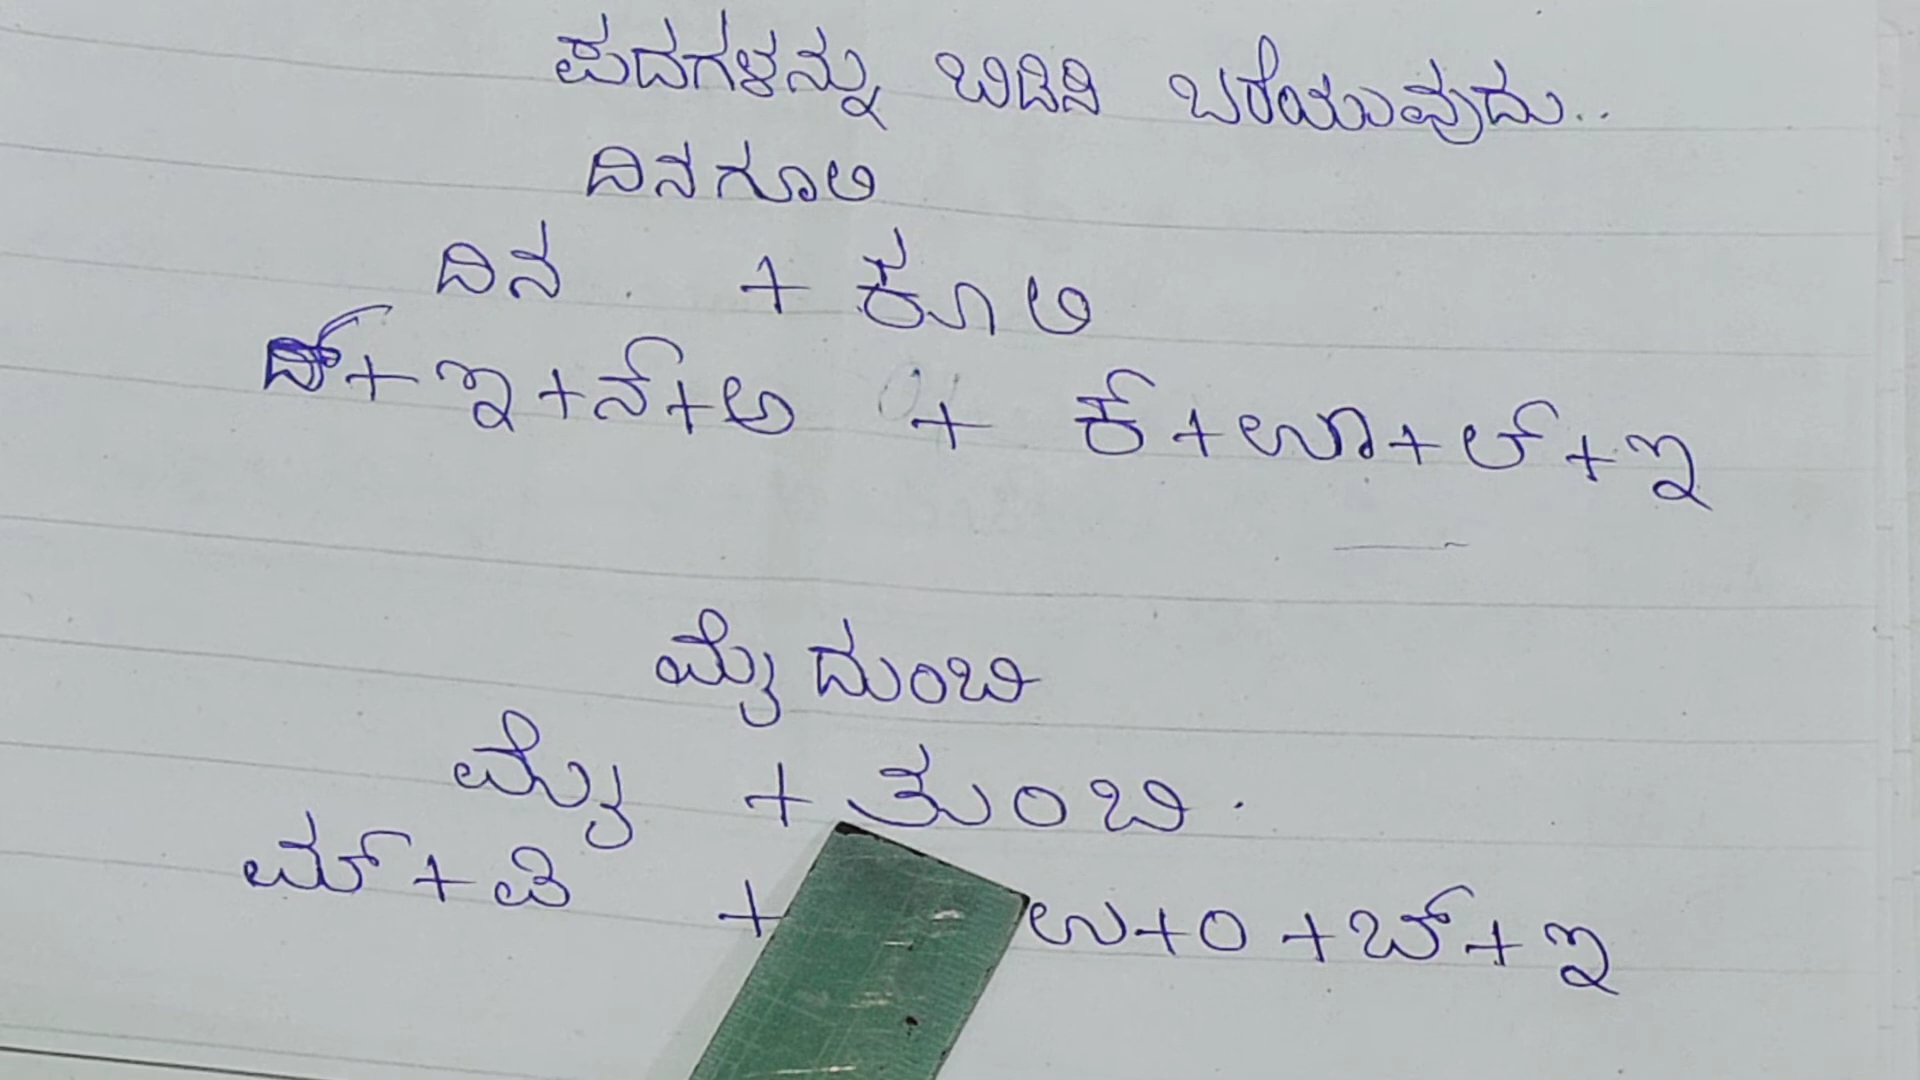 ಪದಗಳನ್ನು ಬಿಡಿಸಿ ಬರೆಯುವುದು..
ದಿನಗೂಲಿ
ದಿನ + ಕೂಲಿ
ದ್+ಇ+ನ್+ಅ + ಕ್+ಊ+ಲ್+ಇ
ಮೈದುಂಬಿ
ಮೈ + ತುಂಬಿ.
ಮ್+ಐ + ಉ+ಂ+ಬ್+ಇ